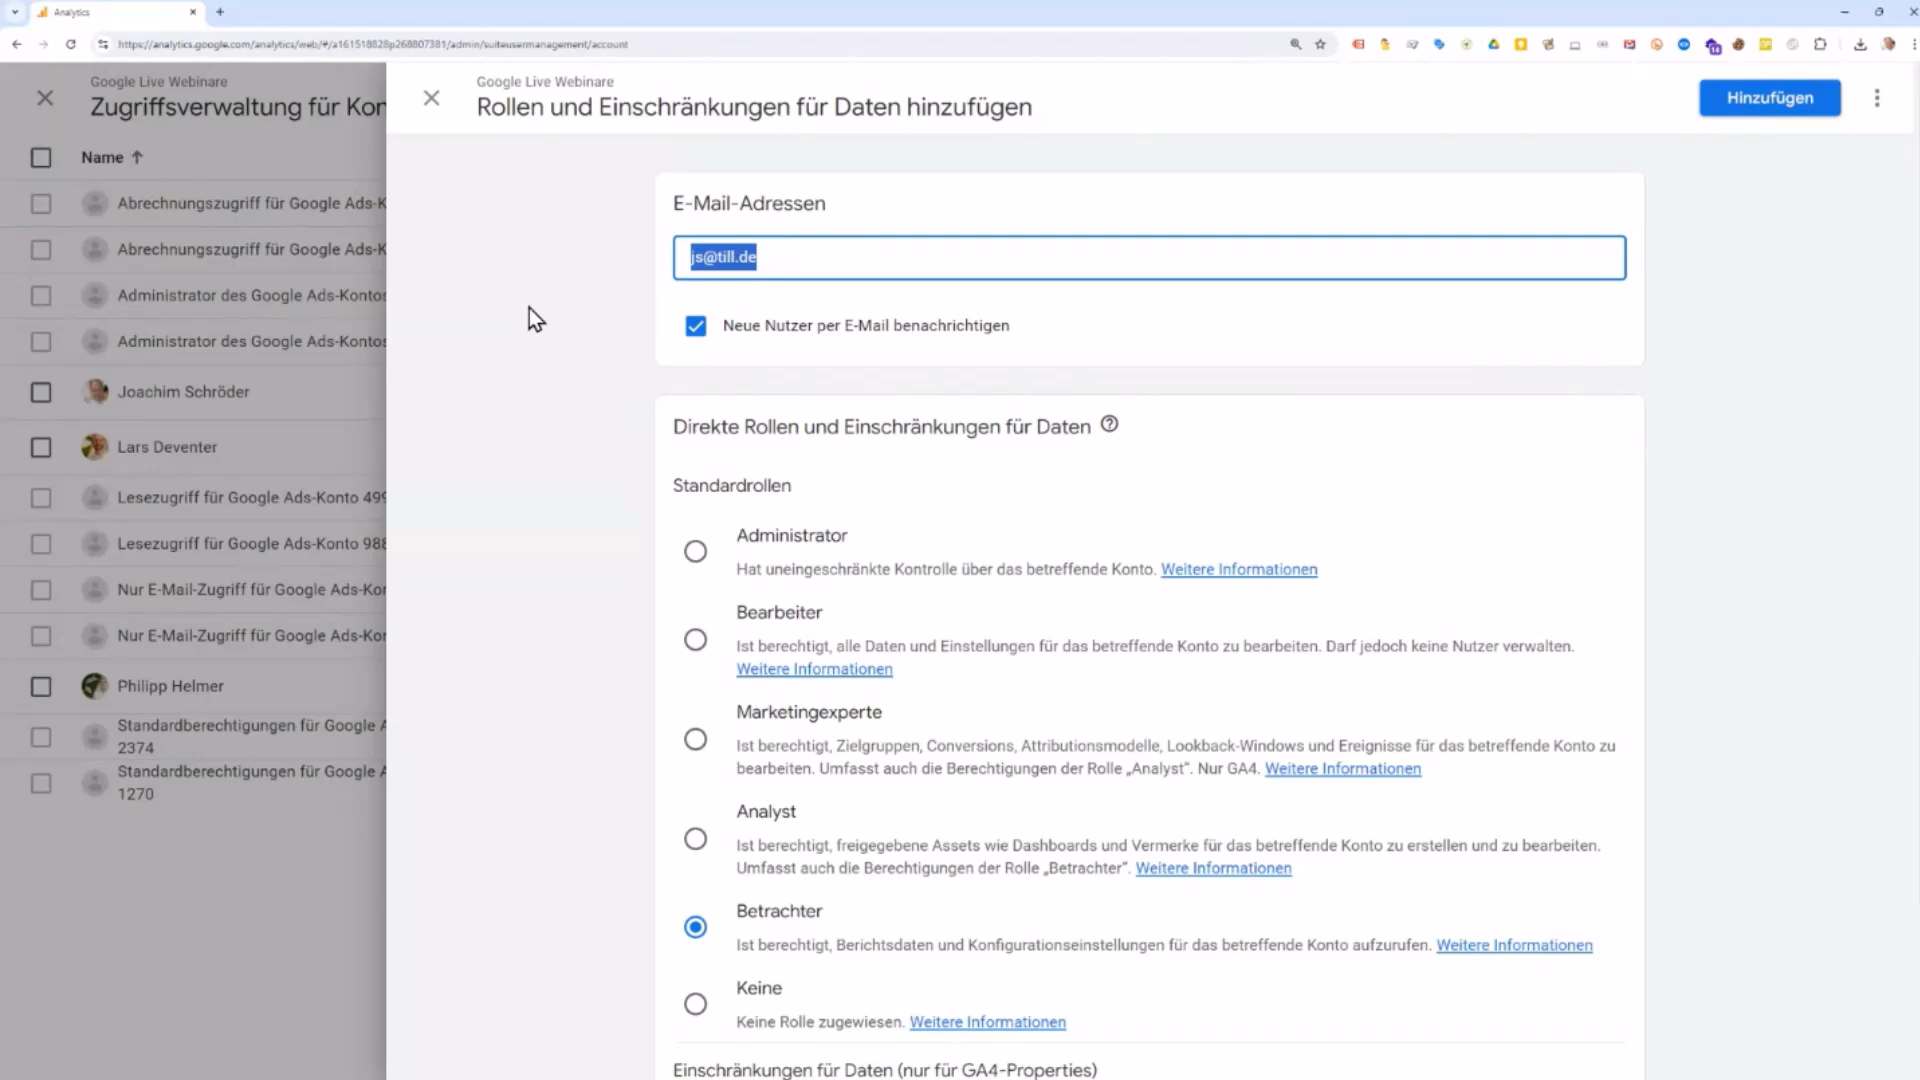 Analytics
https://analytics.google.com/analytics/web/#/a161518828p268807381/admin/suiteusermanagement/account
Google Live Webinare
Zugriffsverwaltung für Kon
Name
Abrechnungszugriff für Google Ads-K
Abrechnungszugriff für Google Ads-K
Administrator des Google Ads-Kontos
Administrator des Google Ads-Kontos
Joachim Schröder
Lars Deventer
Lesezugriff für Google Ads-Konto 499
Lesezugriff für Google Ads-Konto 988
Nur E-Mail-Zugriff für Google Ads-Kon
Nur E-Mail-Zugriff für Google Ads-Kon
Philipp Helmer
Standardberechtigungen für Google A
2374
Standardberechtigungen für Google A
1270
Google Live Webinare
Rollen und Einschränkungen für Daten hinzufügen
Hinzufügen
E-Mail-Adressen
js@till.de
Neue Nutzer per E-Mail benachrichtigen
Direkte Rollen und Einschränkungen für Daten
Standardrollen
Administrator
Hat uneingeschränkte Kontrolle über das betreffende Konto. Weitere Informationen
Bearbeiter
Ist berechtigt, alle Daten und Einstellungen für das betreffende Konto zu bearbeiten. Darf jedoch keine Nutzer verwalten.
Weitere Informationen
Marketingexperte
Ist berechtigt, Zielgruppen, Conversions, Attributionsmodelle, Lookback-Windows und Ereignisse für das betreffende Konto zu
bearbeiten. Umfasst auch die Berechtigungen der Rolle „Analyst“. Nur GA4. Weitere Informationen
Analyst
Ist berechtigt, freigegebene Assets wie Dashboards und Vermerke für das betreffende Konto zu erstellen und zu bearbeiten.
Umfasst auch die Berechtigungen der Rolle „Betrachter“. Weitere Informationen
Betrachter
Ist berechtigt, Berichtsdaten und Konfigurationseinstellungen für das betreffende Konto aufzurufen. Weitere Informationen
Keine
Keine Rolle zugewiesen. Weitere Informationen
Einschränkungen für Daten (nur für GA4-Properties)